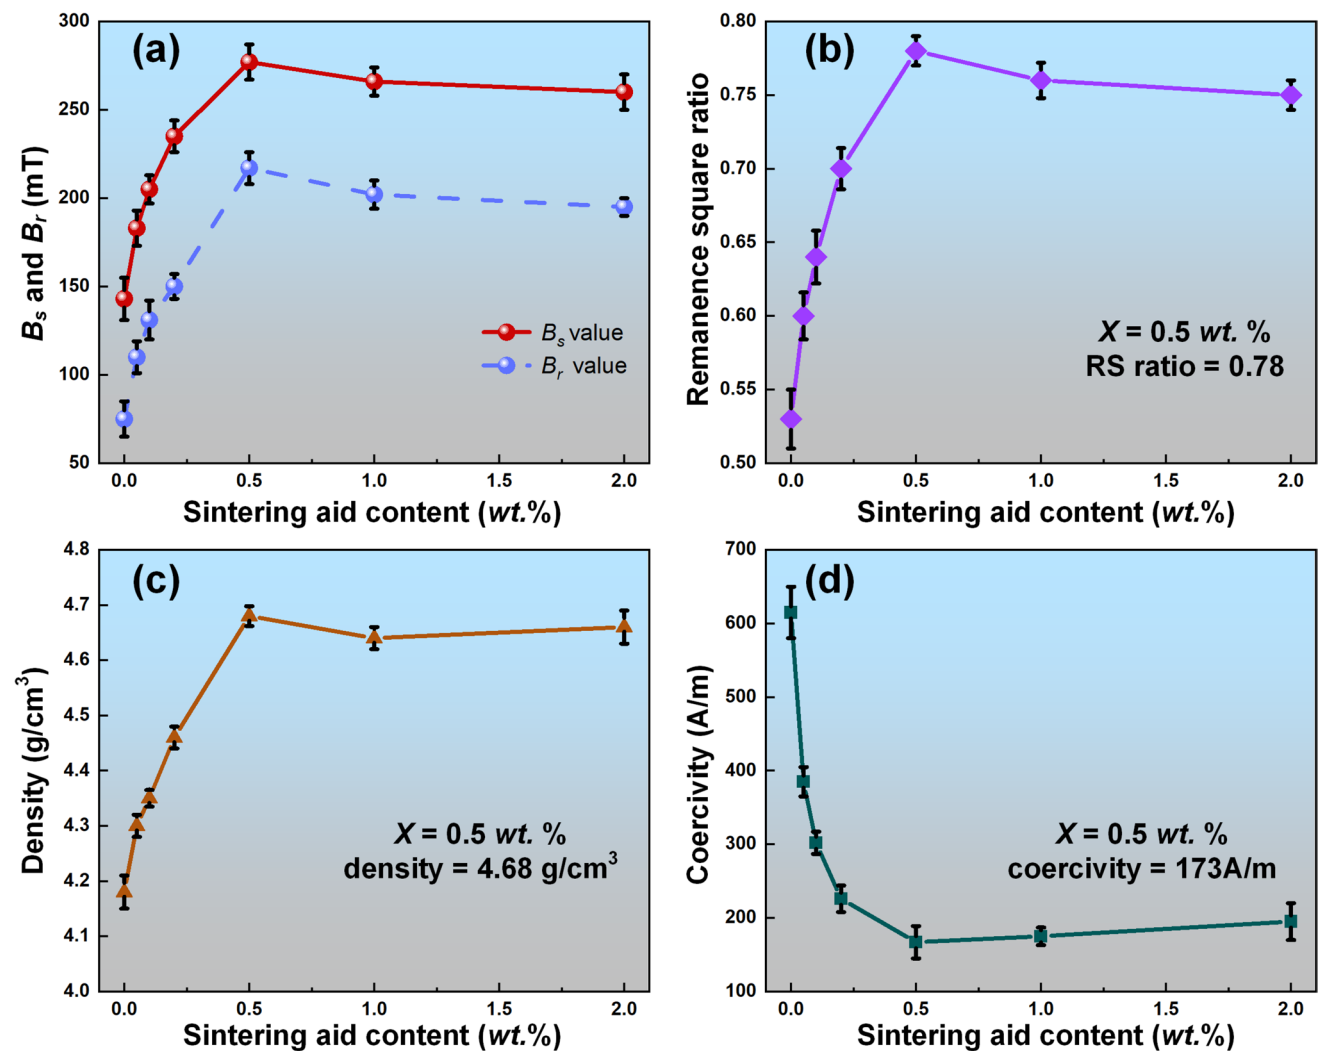 (a)
300
250
200
150
100
50
0.0 0.5 1.0 1.5 2.0
Bs and Br (mT)
Bs value
Br value
Sintering aid content (wt.%)
(b)
0.80
0.75
0.70
0.65
0.60
0.55
0.50
0.0 0.5 1.0 1.5 2.0
Remanence square ratio
X = 0.5 wt. %
RS ratio = 0.78
Sintering aid content (wt.%)
(c)
4.8
4.7
4.6
4.5
4.4
4.3
4.2
4.1
4.0
0.0 0.5 1.0 1.5 2.0
Density (g/cm³)
X = 0.5 wt. %
density = 4.68 g/cm³
Sintering aid content (wt.%)
(d)
700
600
500
400
300
200
100
0.0 0.5 1.0 1.5 2.0
Coercivity (A/m)
X = 0.5 wt. %
coercivity = 173A/m
Sintering aid content (wt.%)